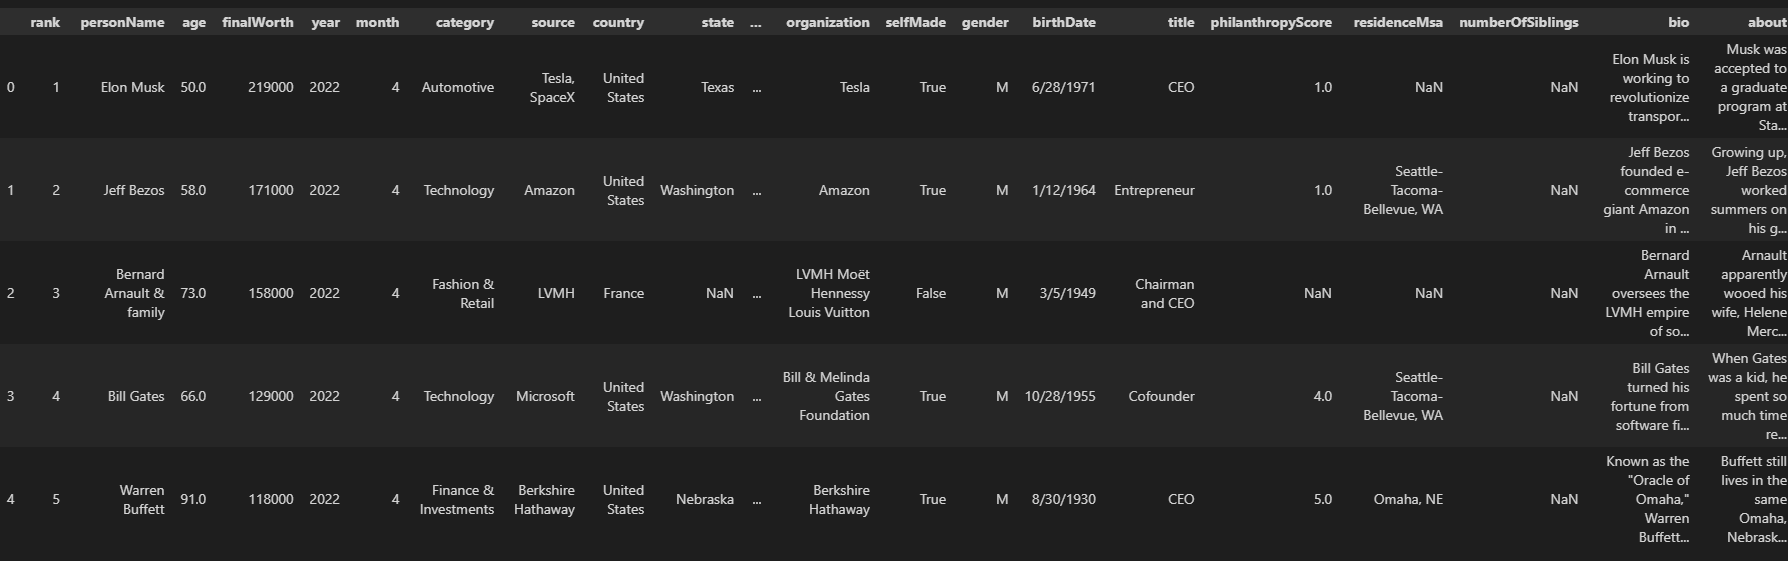 rank personName age finalWorth year month category source country state ... organization selfMade gender birthDate title philanthropyScore residenceMsa numberOfSiblings bio about
0 1 Elon Musk 50.0 219000 2022 4 Automotive Tesla, SpaceX United States Texas ... Tesla True M 6/28/1971 CEO 1.0 NaN NaN Elon Musk is working to revolutionize transpor... Musk was accepted to a graduate program at Sta...
1 2 Jeff Bezos 58.0 171000 2022 4 Technology Amazon United States Washington ... Amazon True M 1/12/1964 Entrepreneur 1.0 Seattle-Tacoma-Bellevue, WA NaN Jeff Bezos founded e-commerce giant Amazon in ... Growing up, Jeff Bezos worked summers on his g...
2 3 Bernard Arnault & family 73.0 158000 2022 4 Fashion & Retail LVMH France NaN ... LVMH Moët Hennessy Louis Vuitton False M 3/5/1949 Chairman and CEO NaN NaN NaN Bernard Arnault oversees the LVMH empire of so... Arnault apparently wooed his wife, Helene Merc...
3 4 Bill Gates 66.0 129000 2022 4 Technology Microsoft United States Washington ... Bill & Melinda Gates Foundation True M 10/28/1955 Cofounder 4.0 Seattle-Tacoma-Bellevue, WA NaN Bill Gates turned his fortune from software fi... When Gates was a kid, he spent so much time re...
4 5 Warren Buffett 91.0 118000 2022 4 Finance & Investments Berkshire Hathaway United States Nebraska ... Berkshire Hathaway True M 8/30/1930 CEO 5.0 Omaha, NE NaN Known as the "Oracle of Omaha," Warren Buffett... Buffett still lives in the same Omaha, Nebrask...